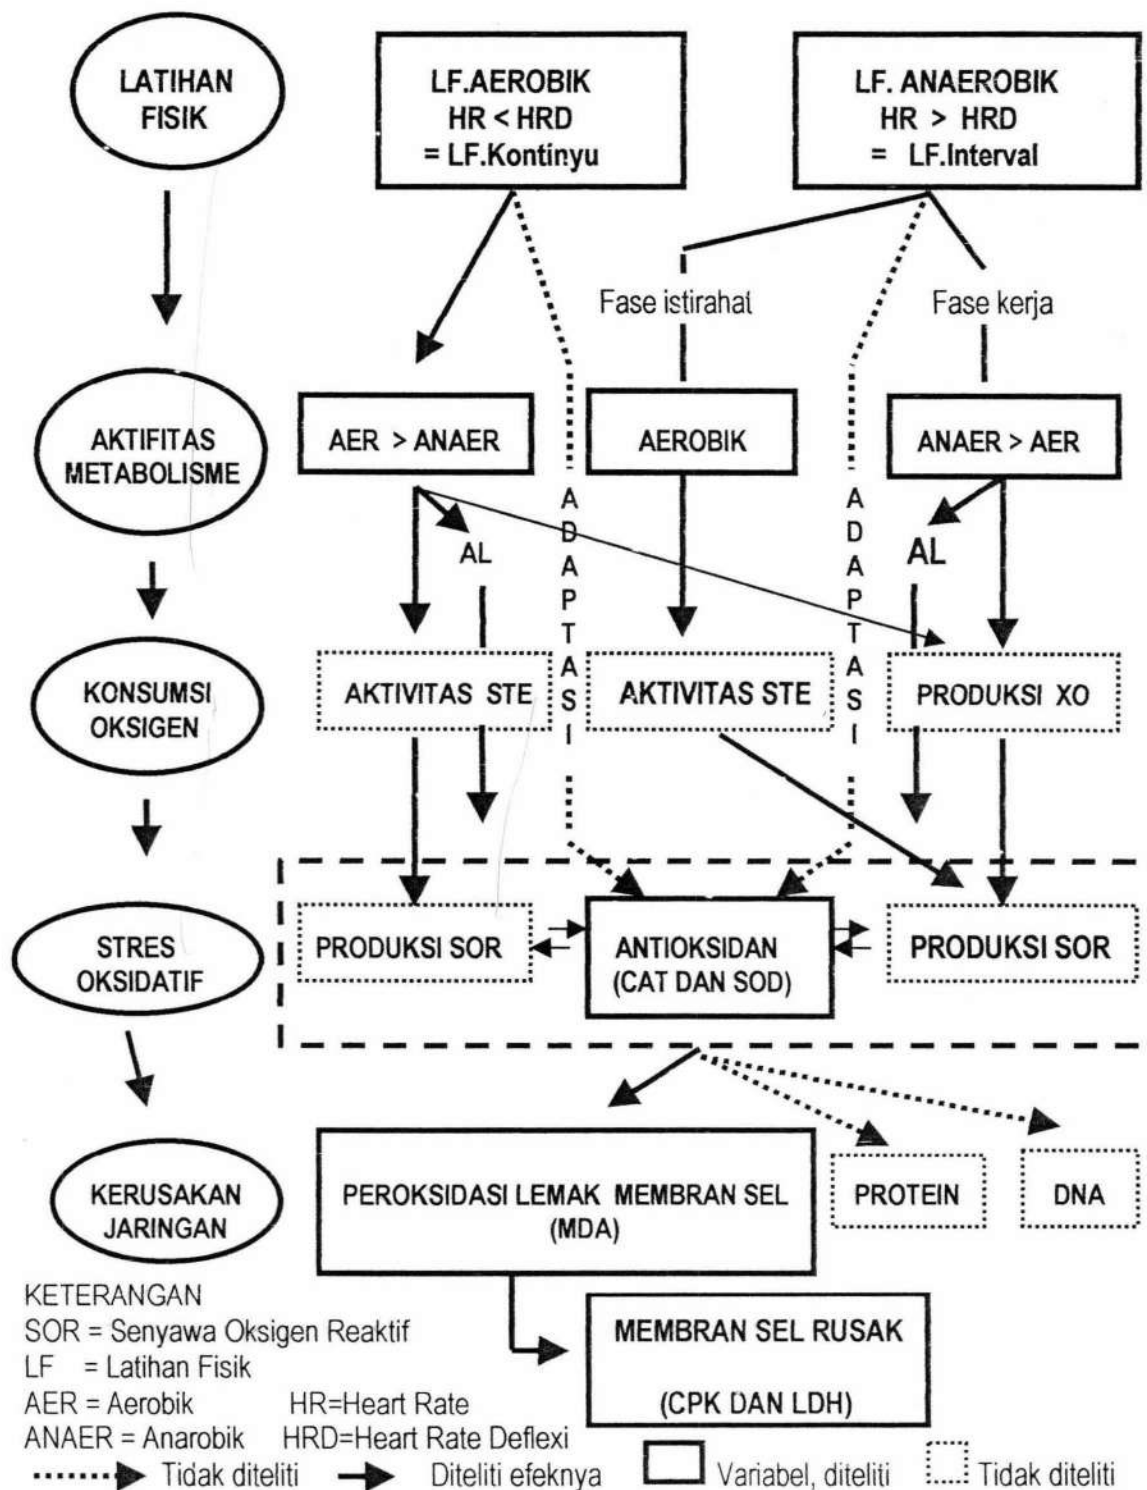 LATIHAN
FISIK
LF.AEROBIK
HR < HRD
= LF.Kontinyu
LF. ANAEROBIK
HR > HRD
= LF.Interval
Fase istirahat
Fase kerja
AKTIFITAS
METABOLISME
AER > ANAER
AEROBIK
ANAER > AER
AL
ADAPTASI
ADAPTASI
AL
KONSUMSI
OKSIGEN
AKTIVITAS STE
AKTIVITAS STE
PRODUKSI XO
STRES
OKSIDATIF
PRODUKSI SOR
ANTIOKSIDAN
(CAT DAN SOD)
PRODUKSI SOR
KERUSAKAN
JARINGAN
PEROKSIDASI LEMAK MEMBRAN SEL
(MDA)
PROTEIN
DNA
MEMBRAN SEL RUSAK
(CPK DAN LDH)
KETERANGAN
SOR = Senyawa Oksigen Reaktif
LF = Latihan Fisik
AER = Aerobik HR=Heart Rate
ANAER = Anarobik HRD=Heart Rate Deflexi
Tidak diteliti Diteliti efeknya Variabel, diteliti Tidak diteliti